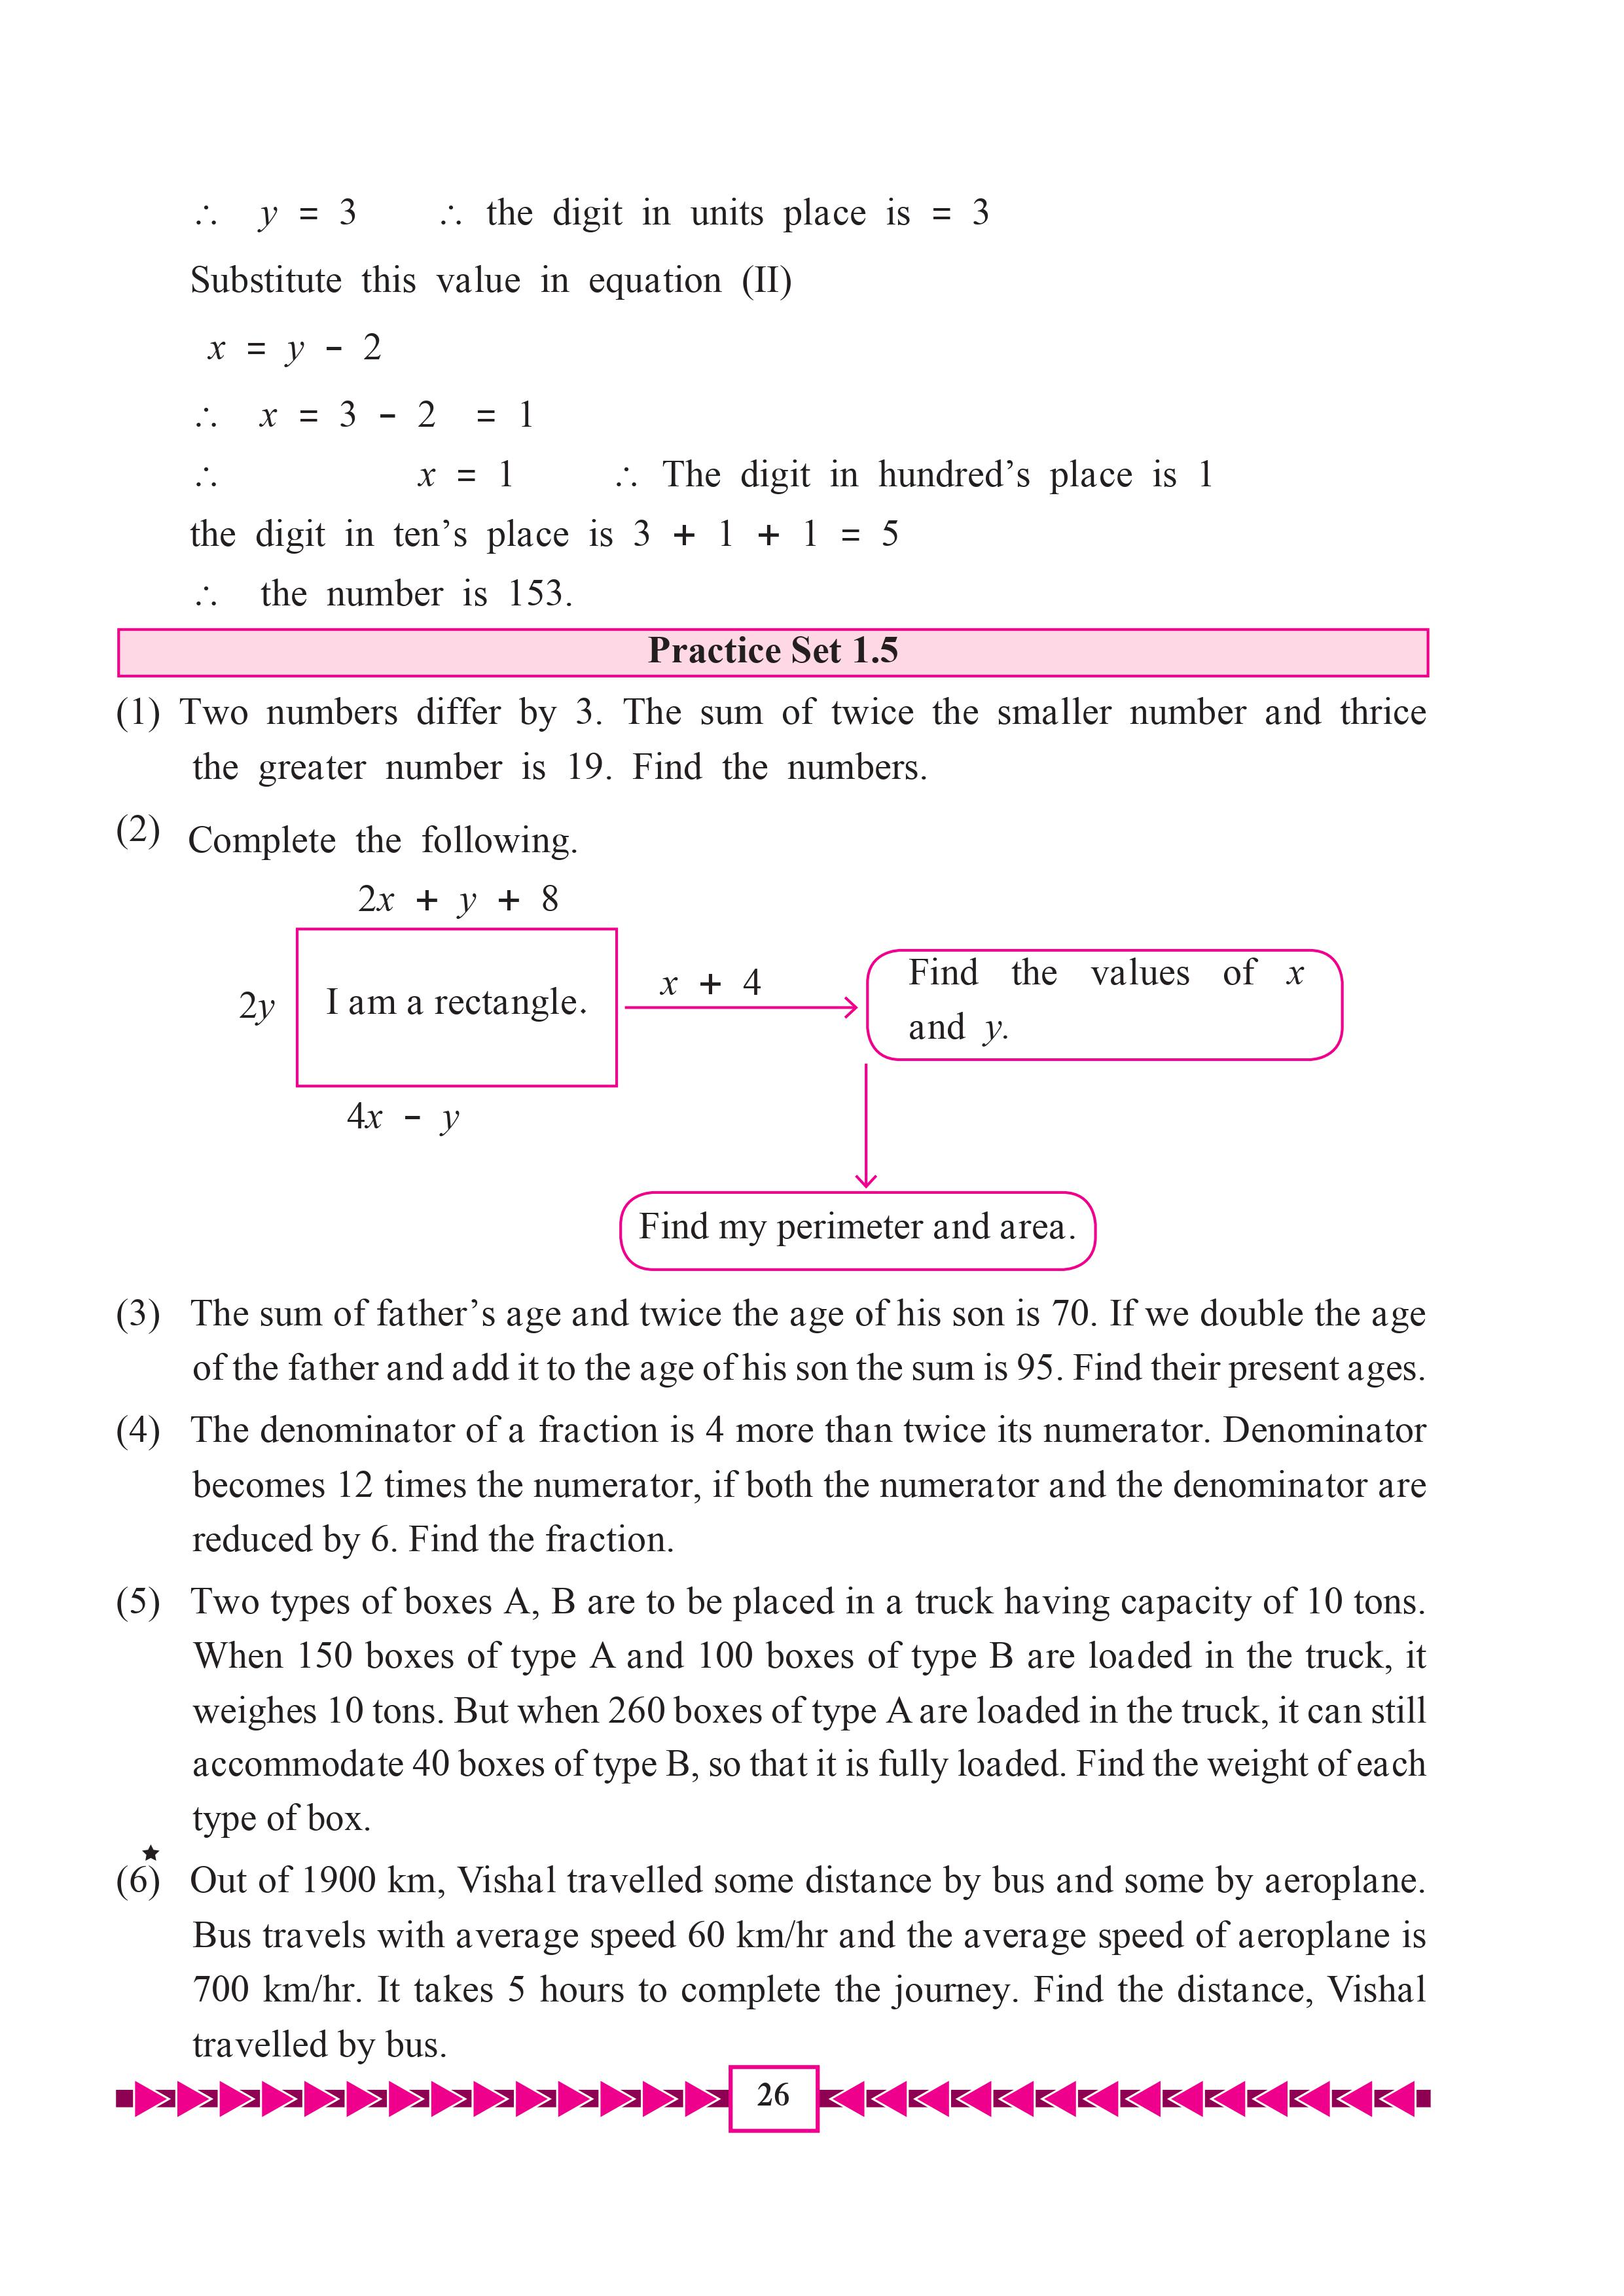 ∴ y = 3 ∴ the digit in units place is = 3
Substitute this value in equation (II)
x = y - 2
∴ x = 3 - 2 = 1
∴ x = 1 ∴ The digit in hundred’s place is 1
the digit in ten’s place is 3 + 1 + 1 = 5
∴ the number is 153.
Practice Set 1.5
(1) Two numbers differ by 3. The sum of twice the smaller number and thrice
the greater number is 19. Find the numbers.
(2) Complete the following.
2x + y + 8
2y
I am a rectangle.
x + 4
Find the values of x
and y.
4x - y
Find my perimeter and area.
(3) The sum of father’s age and twice the age of his son is 70. If we double the age
of the father and add it to the age of his son the sum is 95. Find their present ages.
(4) The denominator of a fraction is 4 more than twice its numerator. Denominator
becomes 12 times the numerator, if both the numerator and the denominator are
reduced by 6. Find the fraction.
(5) Two types of boxes A, B are to be placed in a truck having capacity of 10 tons.
When 150 boxes of type A and 100 boxes of type B are loaded in the truck, it
weighes 10 tons. But when 260 boxes of type A are loaded in the truck, it can still
accommodate 40 boxes of type B, so that it is fully loaded. Find the weight of each
type of box.
(6)★ Out of 1900 km, Vishal travelled some distance by bus and some by aeroplane.
Bus travels with average speed 60 km/hr and the average speed of aeroplane is
700 km/hr. It takes 5 hours to complete the journey. Find the distance, Vishal
travelled by bus.
26